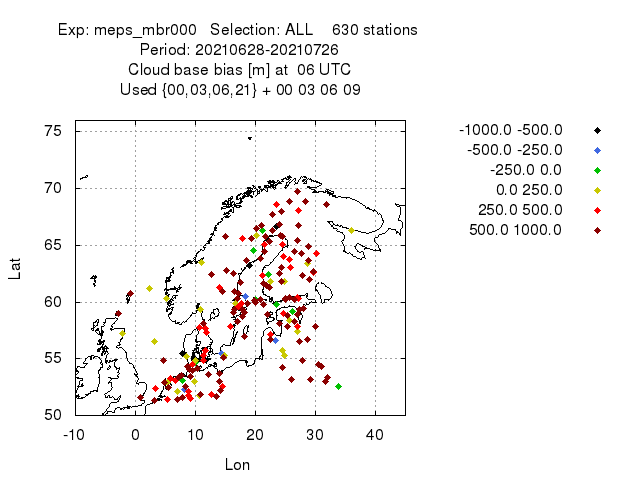 Exp: meps_mbr000 Selection: ALL 630 stations
Period: 20210628-20210726
Cloud base bias [m] at 06 UTC
Used {00,03,06,21} + 00 03 06 09
-1000.0 -500.0
-500.0 -250.0
-250.0 0.0
0.0 250.0
250.0 500.0
500.0 1000.0
75
70
65
60
55
50
Lat
-10 0 10 20 30 40
Lon